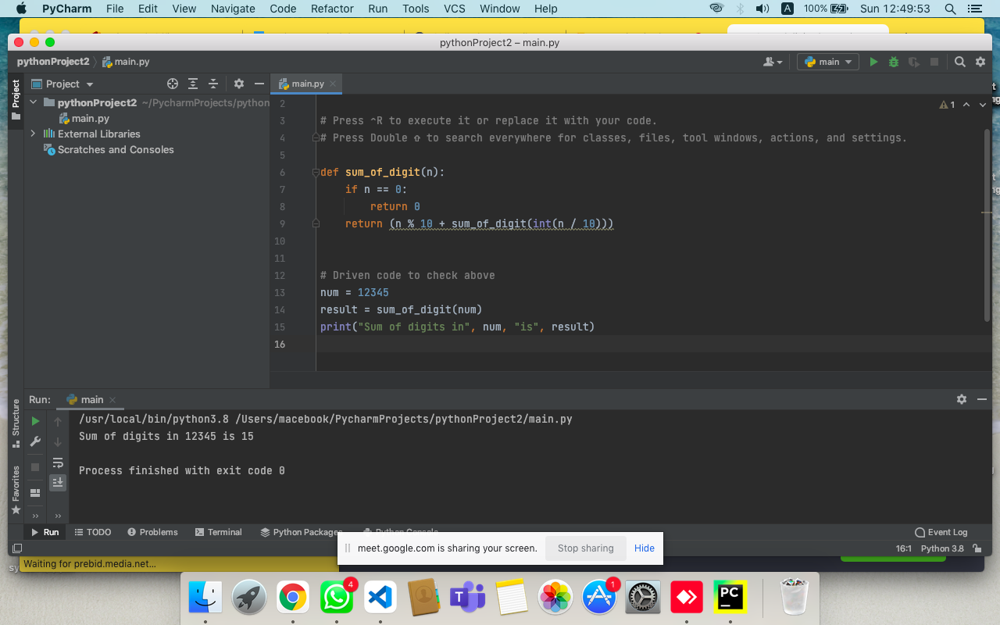 PyCharm File Edit View Navigate Code Refactor Run Tools VCS Window Help A 100% Sun 12:49:53
pythonProject2 – main.py
pythonProject2 main.py main
Project main.py
Project
pythonProject2 ~/PycharmProjects/python
main.py
External Libraries
Scratches and Consoles
1
2
3 # Press ^R to execute it or replace it with your code.
4 # Press Double ⇧ to search everywhere for classes, files, tool windows, actions, and settings.
5
6 def sum_of_digit(n):
7 if n == 0:
8 return 0
9 return (n % 10 + sum_of_digit(int(n / 10)))
10
11
12 # Driven code to check above
13 num = 12345
14 result = sum_of_digit(num)
15 print("Sum of digits in", num, "is", result)
16
Run: main
Structure
Favorites
/usr/local/bin/python3.8 /Users/macebook/PycharmProjects/pythonProject2/main.py
Sum of digits in 12345 is 15
Process finished with exit code 0
Run TODO Problems Terminal Python Packages Python Console Event Log
meet.google.com is sharing your screen. Stop sharing Hide
16:1 Python 3.8
Waiting for prebid.media.net...
4
1
PC